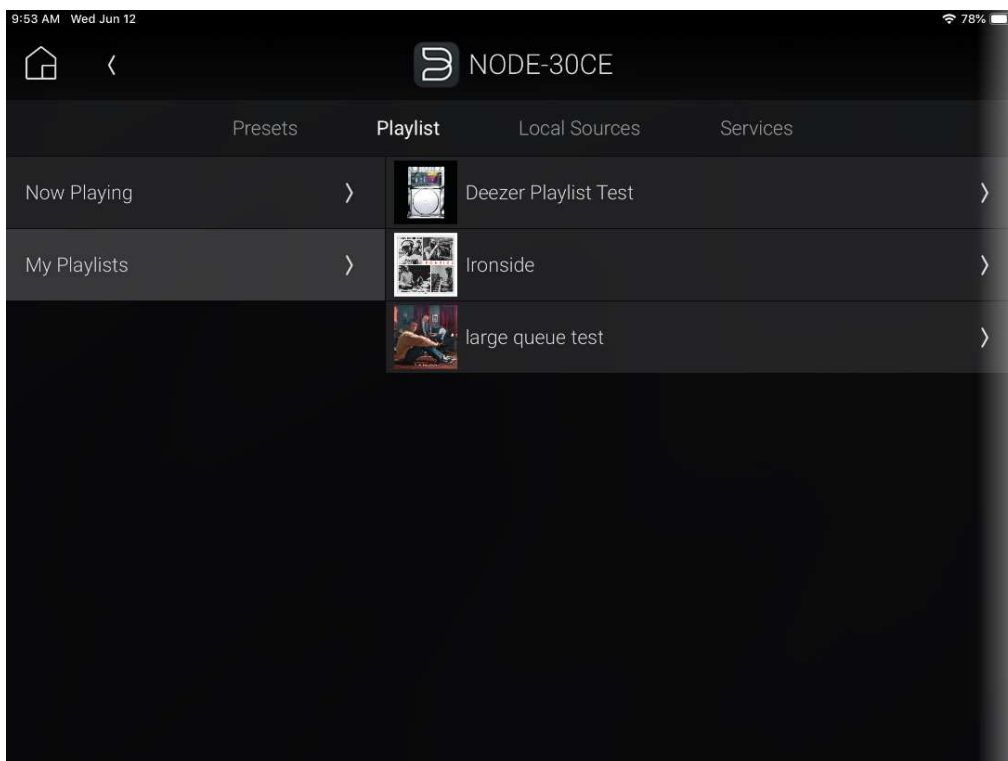 9:53 AM Wed Jun 12 78%
NODE-30CE
Presets Playlist Local Sources Services
Now Playing
Deezer Playlist Test
My Playlists
Ironside
large queue test